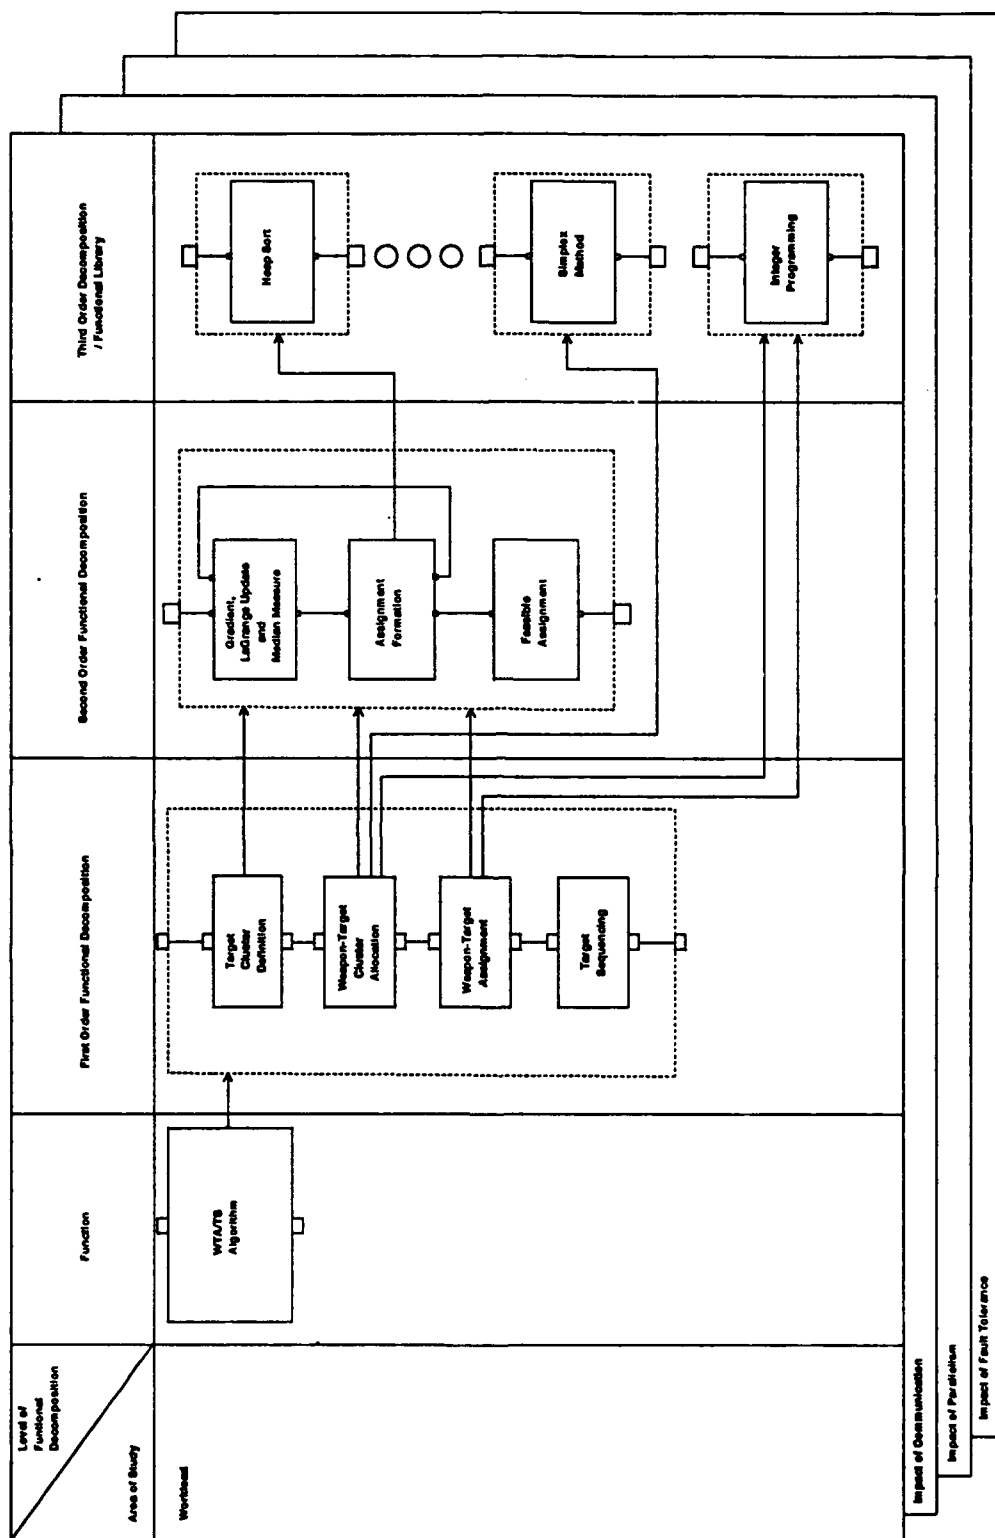 Level of
Funtional
Decomposition
Area of Study
Function
First Order Functional Decomposition
Second Order Functional Decomposition
Third Order Decomposition
/ Functional Library
Workload
WTA/TS
Algorithm
Target
Cluster
Definition
Weapon-Target
Cluster
Allocation
Weapon-Target
Assignment
Target
Sequencing
Gradient,
LaGrange Update
and
Median Measure
Assignment
Formation
Feasible
Assignment
Heap Sort
Simplex
Method
Integer
Programming
Impact of Communication
Impact of Parallelism
Impact of Fault Tolerance